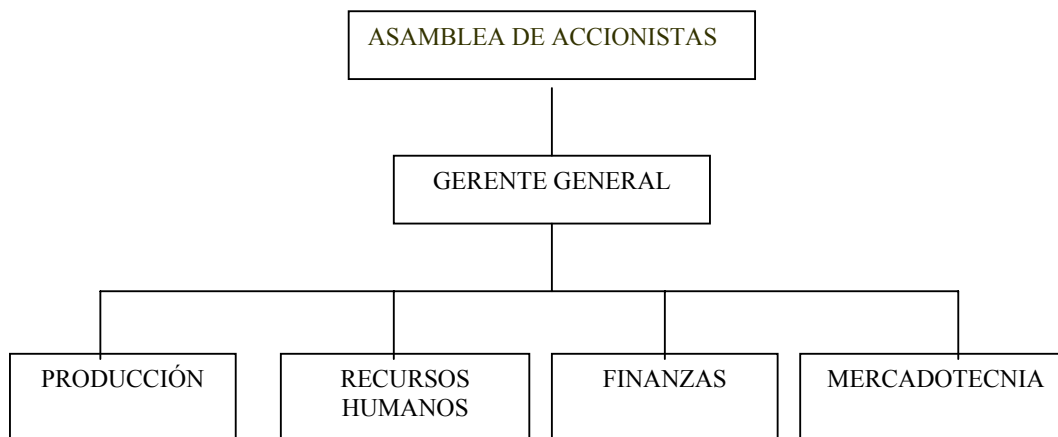 ASAMBLEA DE ACCIONISTAS
GERENTE GENERAL
PRODUCCIÓN
RECURSOS
HUMANOS
FINANZAS
MERCADOTECNIA